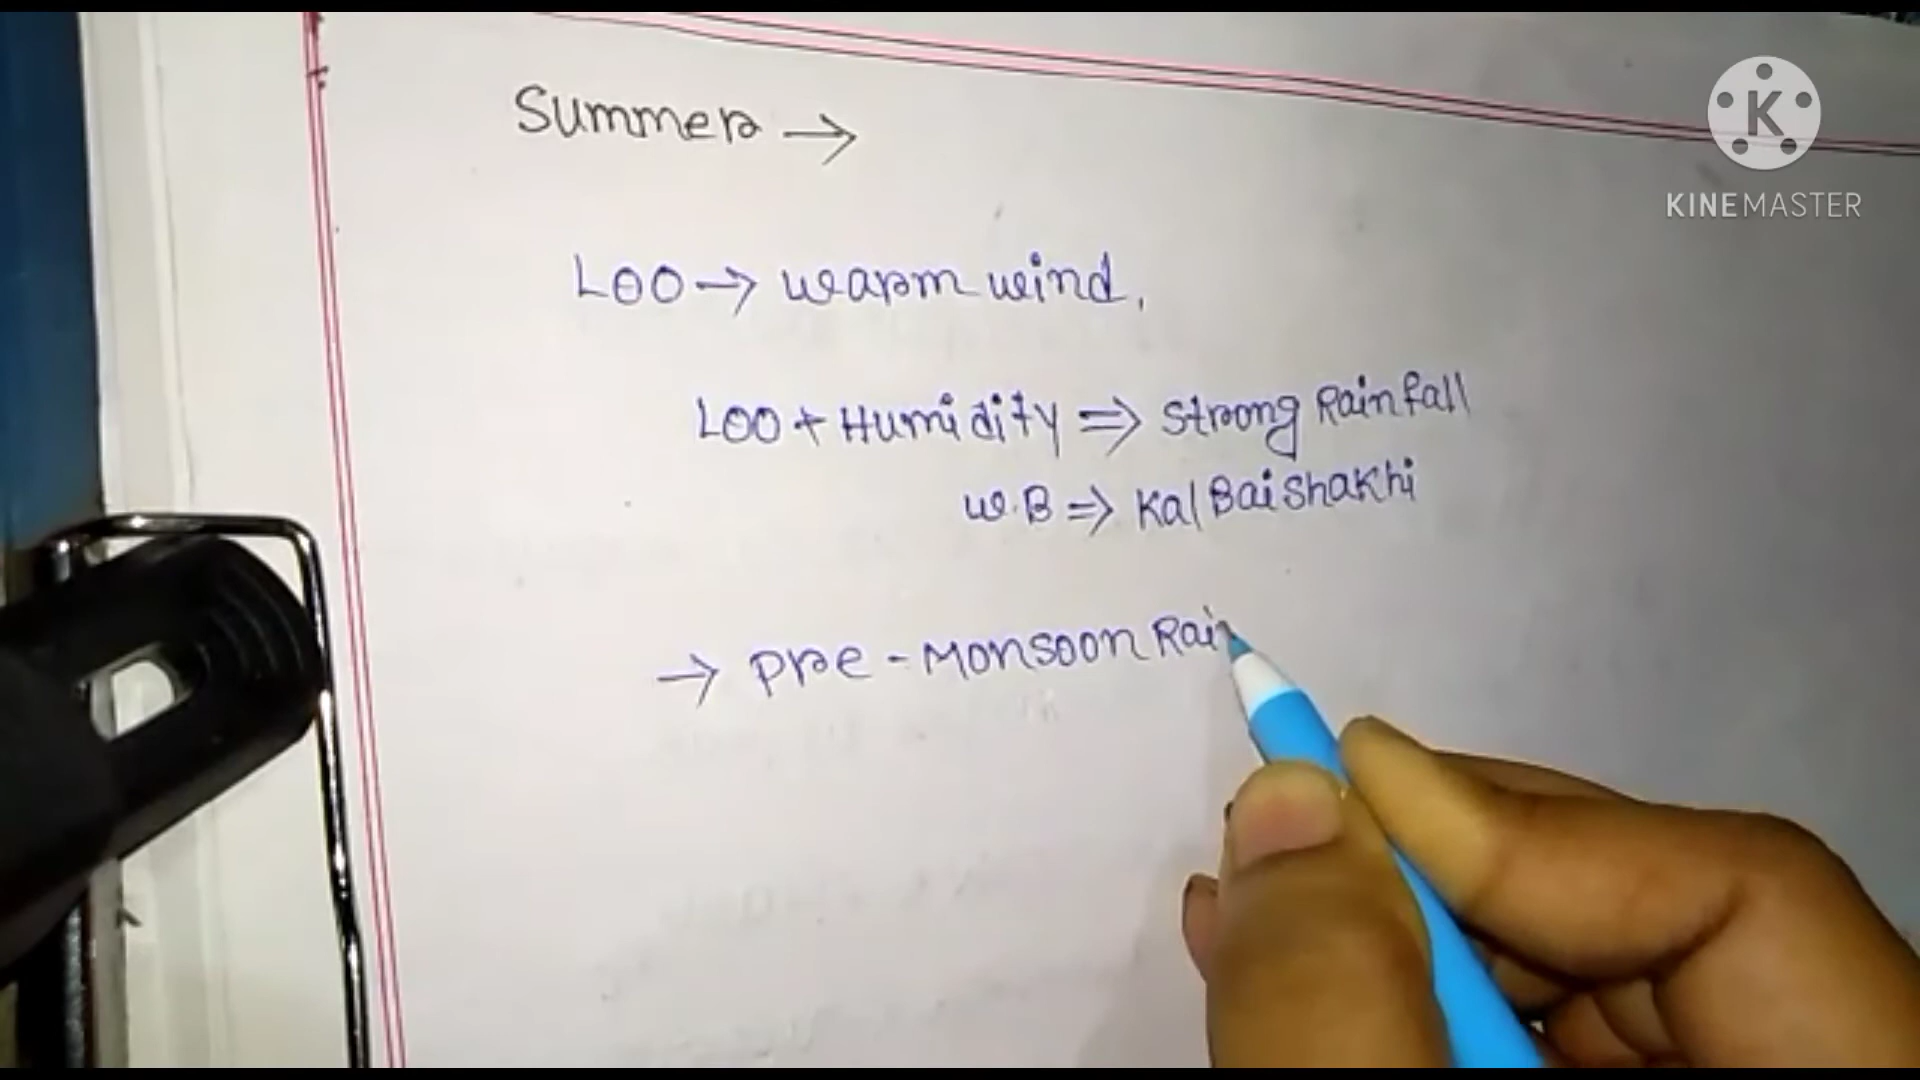 Summer →
LOO → warm wind.
LOO + Humidity ⇒ Strong Rainfall
W.B ⇒ Kal Baishakhi
→ Pre - Monsoon Rai
K
KINEMASTER